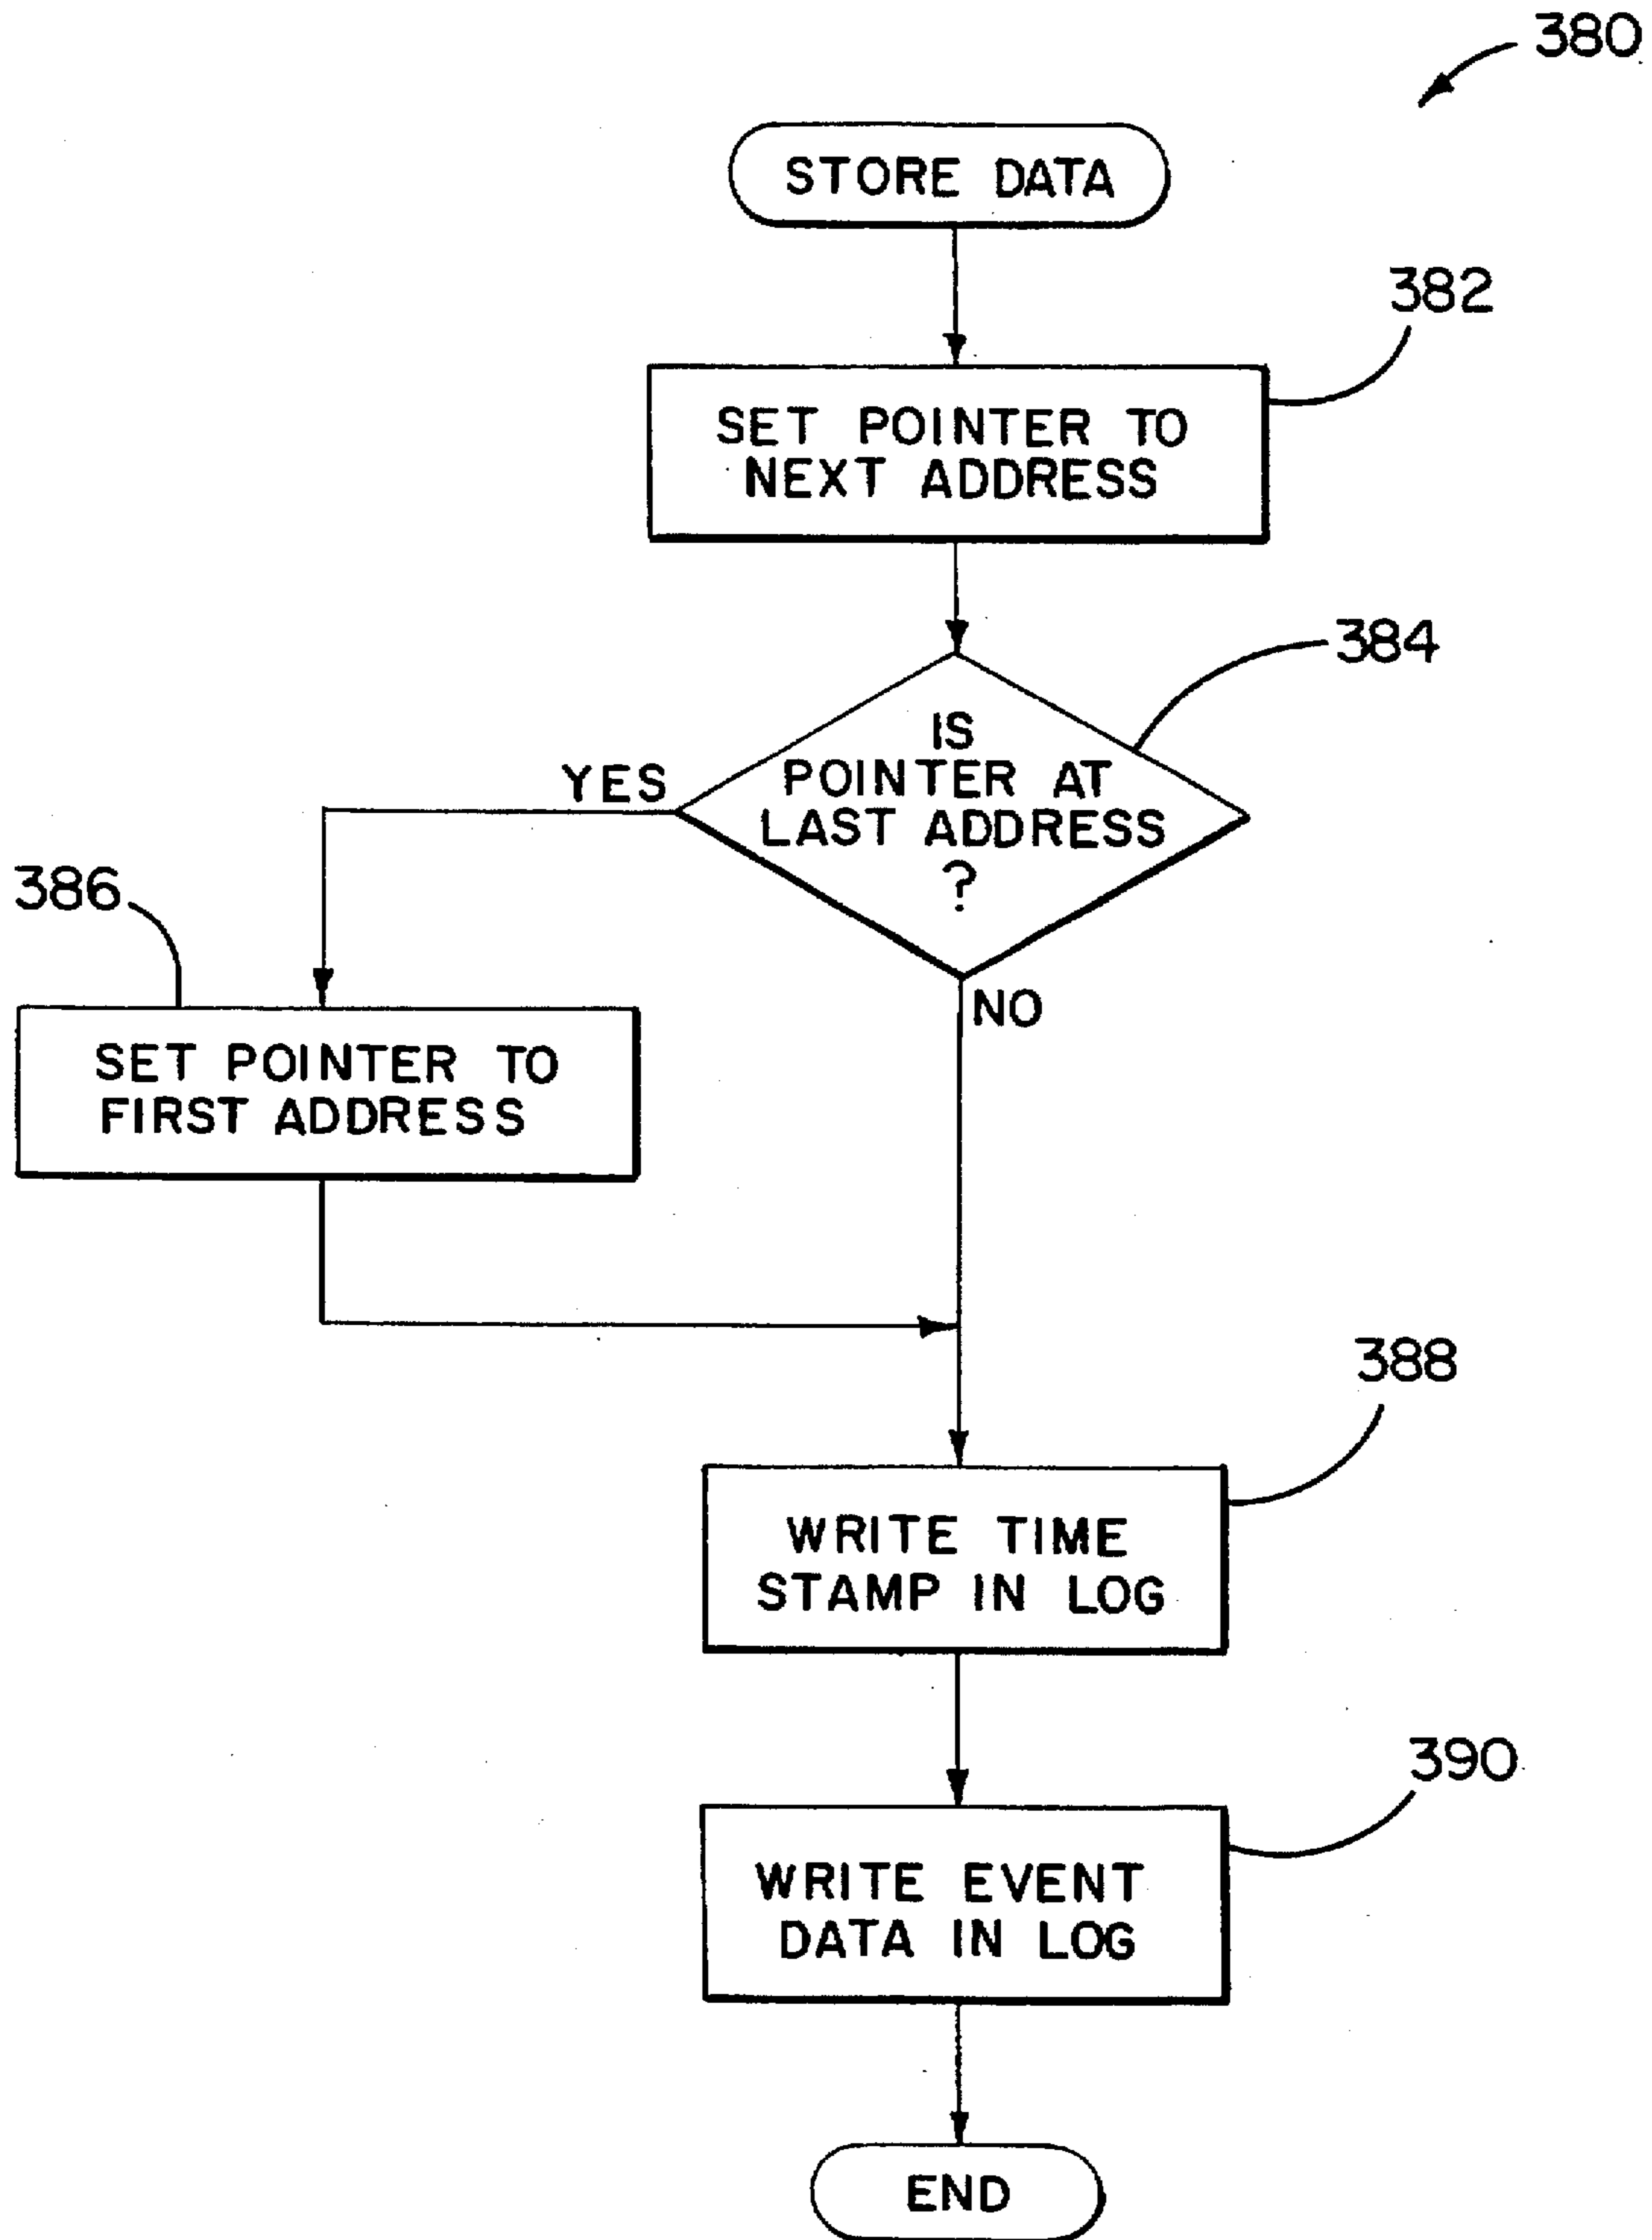 380
STORE DATA
382
SET POINTER TO
NEXT ADDRESS
384
IS
POINTER AT
LAST ADDRESS
?
YES
386
NO
SET POINTER TO
FIRST ADDRESS
388
WRITE TIME
STAMP IN LOG
390
WRITE EVENT
DATA IN LOG
END